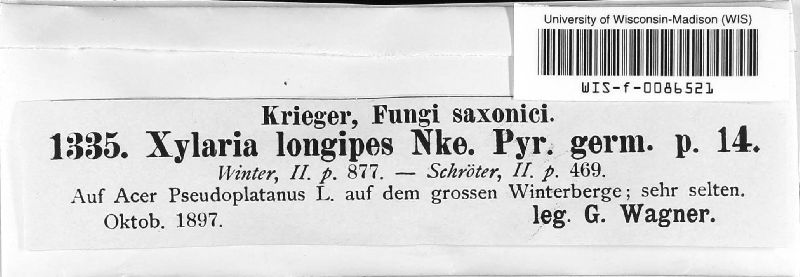 University of Wisconsin-Madison (WIS)
WIS-f-0086521
Krieger, Fungi saxonici.
1335. Xylaria longipes Nke. Pyr. germ. p. 14.
Winter, II. p. 877. — Schröter, II. p. 469.
Auf Acer Pseudoplatanus L. auf dem grossen Winterberge; sehr selten.
Oktob. 1897. leg. G. Wagner.